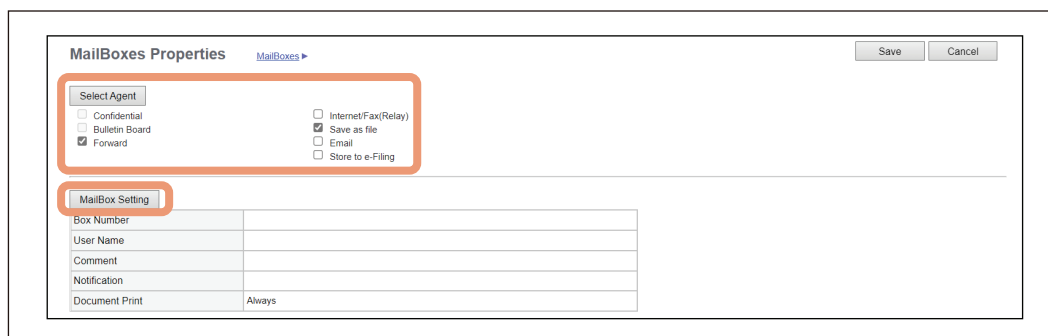 MailBoxes Properties MailBoxes ▶ Save Cancel
Select Agent
Confidential Internet/Fax(Relay)
Bulletin Board Save as file
Forward Email
Store to e-Filing
MailBox Setting
Box Number
User Name
Comment
Notification
Document Print Always